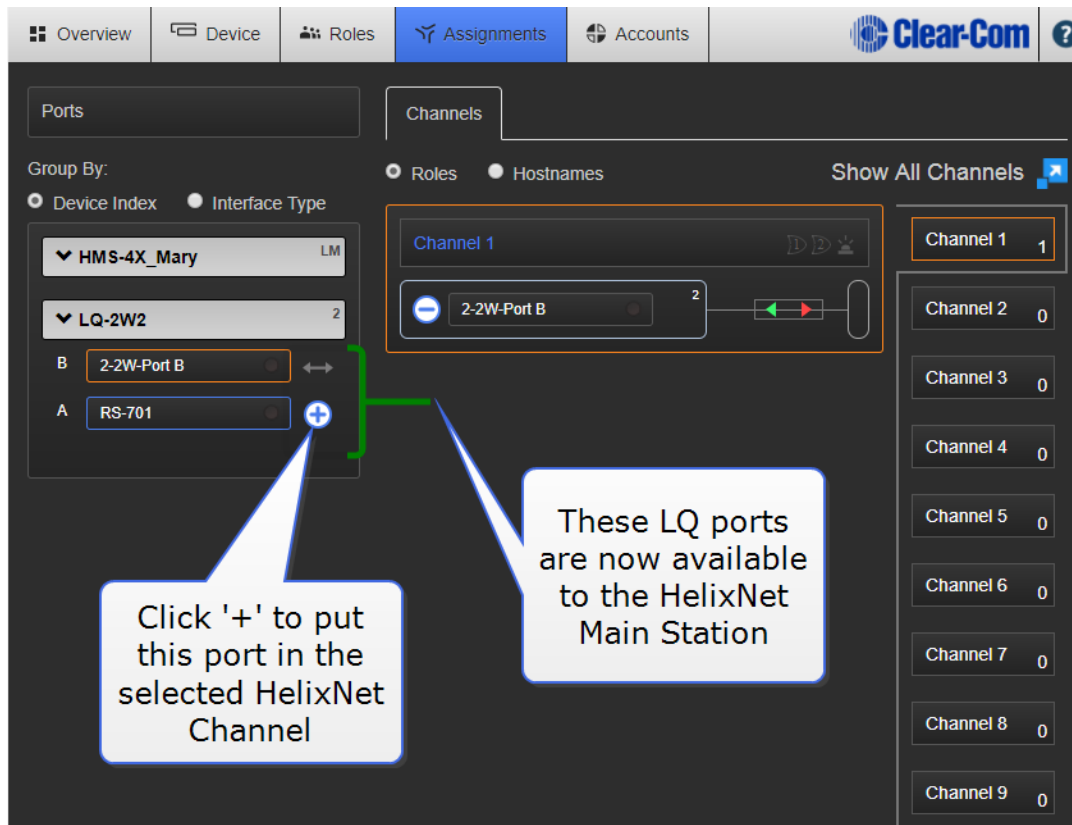 Overview
Device
Roles
Assignments
Accounts
Clear-Com
?
Ports
Channels
Group By:
Device Index
Interface Type
Roles
Hostnames
Show All Channels
HMS-4X_Mary
LM
LQ-2W2
2
B
2-2W-Port B
A
RS-701
+
Channel 1
1
2
2-2W-Port B
2
Channel 1
1
Channel 2
0
Channel 3
0
Channel 4
0
Channel 5
0
Channel 6
0
Channel 7
0
Channel 8
0
Channel 9
0
Click '+' to put
this port in the
selected HelixNet
Channel
These LQ ports
are now available
to the HelixNet
Main Station